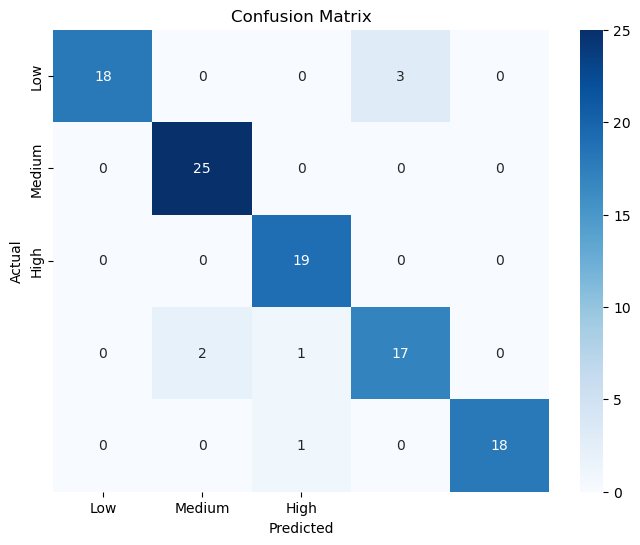 Confusion Matrix
Low 18 0 0 3 0
Medium 0 25 0 0 0
High 0 0 19 0 0
0 2 1 17 0
0 0 1 0 18
Actual
Low Medium High
Predicted
25
20
15
10
5
0